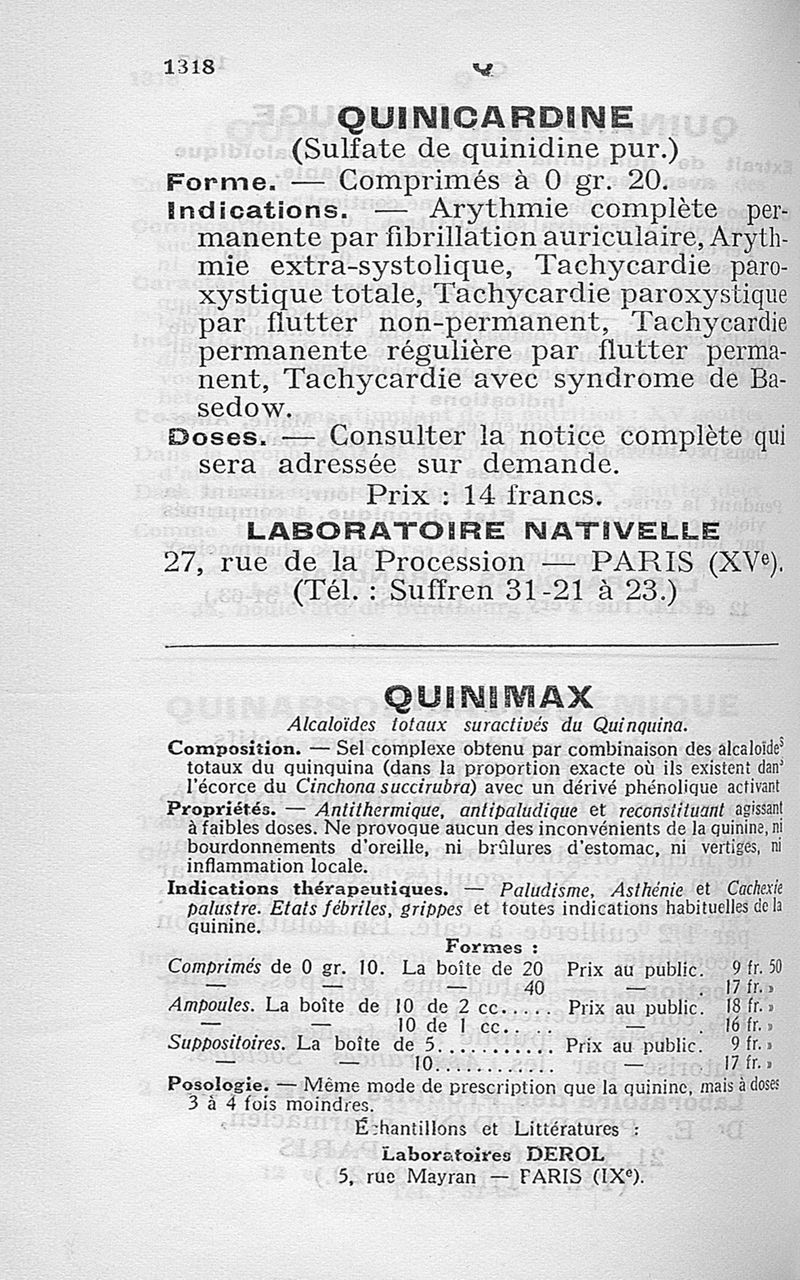 1318
Q
QUINICARDINE
(Sulfate de quinidine pur.)
Forme. — Comprimés à 0 gr. 20.
Indications. — Arythmie complète per-
manente par fibrillation auriculaire, Aryth-
mie extra-systolique, Tachycardie paro-
xystique totale, Tachycardie paroxystique
par flutter non-permanent, Tachycardie
permanente régulière par flutter perma-
nent, Tachycardie avec syndrome de Ba-
sedow.
Doses. — Consulter la notice complète qui
sera adressée sur demande.
Prix : 14 francs.
LABORATOIRE NATIVELLE
27, rue de la Procession — PARIS (XVe).
(Tél. : Suffren 31-21 à 23.)
QUINIMAX
Alcaloïdes totaux suractivés du Quinquina.
Composition. — Sel complexe obtenu par combinaison des alcaloïdes
totaux du quinquina (dans la proportion exacte où ils existent dans
l'écorce du Cinchona succirubra) avec un dérivé phénolique activant
Propriétés. — Antithermique, antipaludique et reconstituant agissant
à faibles doses. Ne provoque aucun des inconvénients de la quinine, ni
bourdonnements d'oreille, ni brûlures d'estomac, ni vertiges, ni
inflammation locale.
Indications thérapeutiques. — Paludisme, Asthénie et Cachexie
palustre. Etats fébriles, grippes et toutes indications habituelles de la
quinine.
Formes :
Comprimés de 0 gr. 10. La boîte de 20 Prix au public. 9 fr. 50
— — — 40 — . 17 fr. »
Ampoules. La boîte de 10 de 2 cc..... Prix au public. 18 fr. »
— — 10 de 1 cc.. .. — . 16 fr. »
Suppositoires. La boîte de 5............ Prix au public. 9 fr. »
— — 10............ — . 17 fr. »
Posologie. — Même mode de prescription que la quinine, mais à doses
3 à 4 fois moindres.
Échantillons et Littératures :
Laboratoires DEROL
5, rue Mayran — PARIS (IXe).